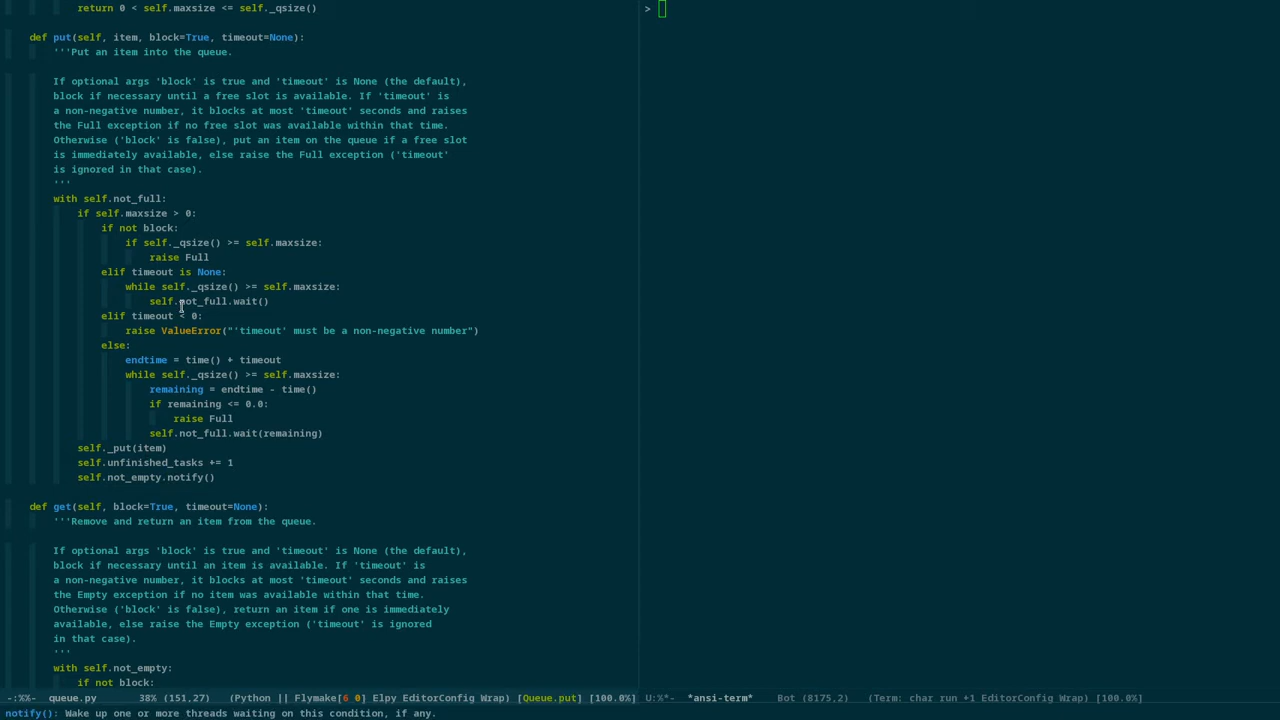 return 0 < self.maxsize <= self._qsize()
def put(self, item, block=True, timeout=None):
'''Put an item into the queue.
If optional args 'block' is true and 'timeout' is None (the default),
block if necessary until a free slot is available. If 'timeout' is
a non-negative number, it blocks at most 'timeout' seconds and raises
the Full exception if no free slot was available within that time.
Otherwise ('block' is false), put an item on the queue if a free slot
is immediately available, else raise the Full exception ('timeout'
is ignored in that case).
'''
with self.not_full:
if self.maxsize > 0:
if not block:
if self._qsize() >= self.maxsize:
raise Full
elif timeout is None:
while self._qsize() >= self.maxsize:
self.not_full.wait()
elif timeout < 0:
raise ValueError("'timeout' must be a non-negative number")
else:
endtime = time() + timeout
while self._qsize() >= self.maxsize:
remaining = endtime - time()
if remaining <= 0.0:
raise Full
self.not_full.wait(remaining)
self._put(item)
self.unfinished_tasks += 1
self.not_empty.notify()
def get(self, block=True, timeout=None):
'''Remove and return an item from the queue.
If optional args 'block' is true and 'timeout' is None (the default),
block if necessary until an item is available. If 'timeout' is
a non-negative number, it blocks at most 'timeout' seconds and raises
the Empty exception if no item was available within that time.
Otherwise ('block' is false), return an item if one is immediately
available, else raise the Empty exception ('timeout' is ignored
in that case).
'''
with self.not_empty:
if not block:
-:%%-  queue.py       38% (151,27)   (Python || Flymake[6 0] Elpy EditorConfig Wrap) [Queue.put] [100.0%]
>
U:%*-  *ansi-term*   Bot (8175,2)   (Term: char run +1 EditorConfig Wrap) [100.0%]
notify(): Wake up one or more threads waiting on this condition, if any.